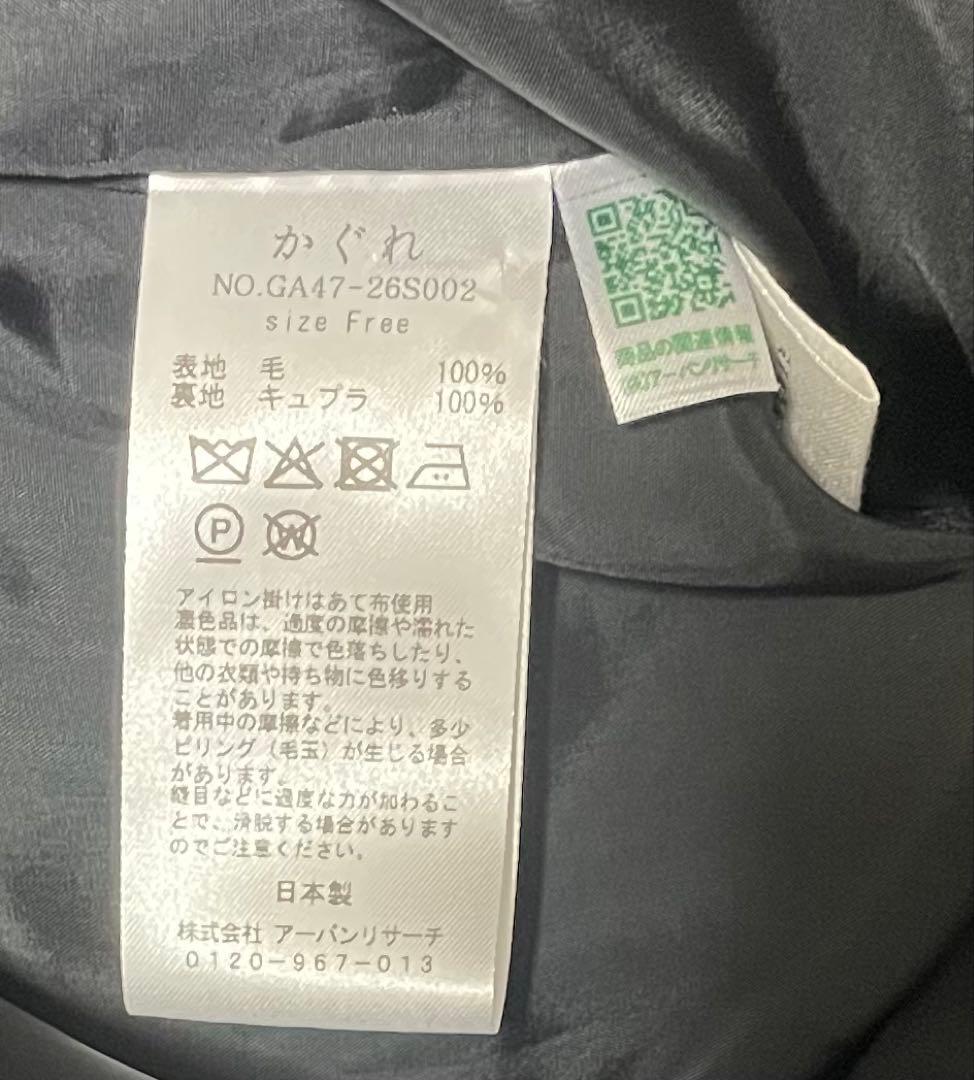 かぐれ
NO.GA47-26S002
size Free
表地 毛 100%
裏地 キュプラ 100%
P
W
アイロン掛けはあて布使用
濃色品は、過度の摩擦や濡れた
状態での摩擦で色落ちしたり、
他の衣類や持ち物に色移りする
ことがあります。
着用中の摩擦などにより、多少
ピリング(毛玉)が生じる場合
があります。
縫目などに過度な力が加わるこ
とで、滑脱する場合があります
のでご注意ください。
日本製
株式会社 アーバンリサーチ
0120-967-013
商品の関連情報
アーバンリサーチ